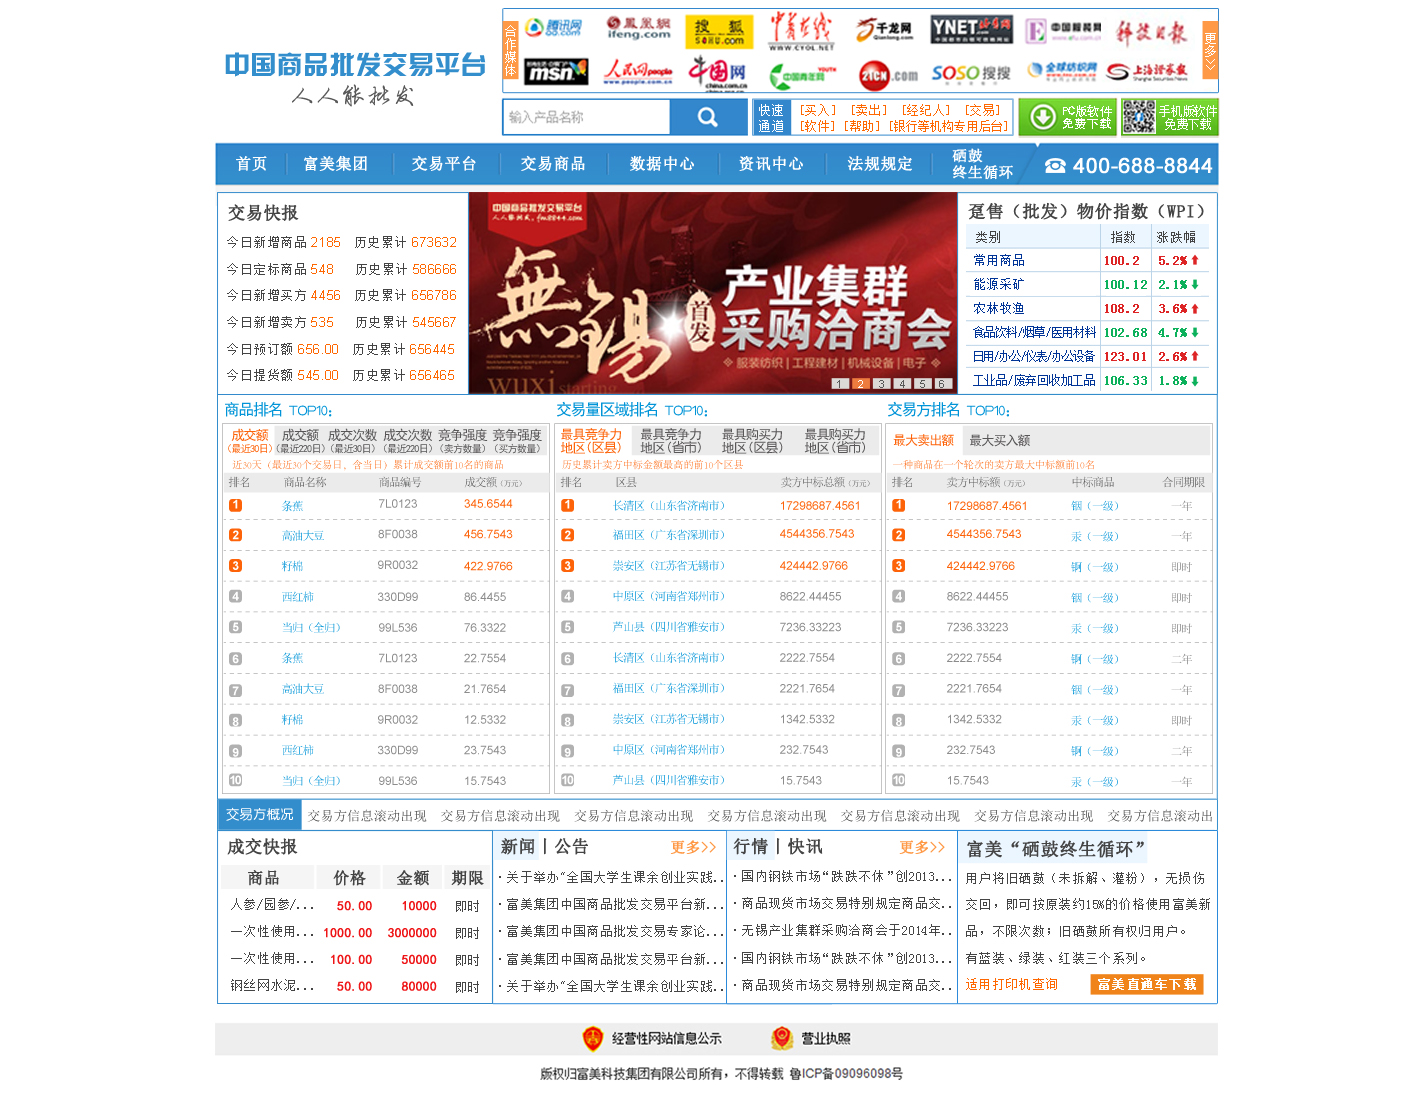 中国商品批发交易平台
人人能批发
合作媒体
腾讯网 QQ.com
凤凰网 ifeng.com
搜狐 SOHU.com
中青在线 WWW.CYOL.NET
千龙网 Qianlong.com
YNET.com
中国服装网
科技日报
更多>>
msn
人民网 people
中国网 china.com.cn
中国青年网 YOUTH
21CN.com
SOSO搜搜
全球纺织网
上海证券报
输入产品名称
快速通道
[买入] [卖出] [经纪人] [交易]
[软件] [帮助] [银行等机构专用后台]
PC版软件 免费下载
手机版软件 免费下载
首页 富美集团 交易平台 交易商品 数据中心 资讯中心 法规规定 硒鼓终生循环 400-688-8844
交易快报
今日新增商品 2185 历史累计 673632
今日定标商品 548 历史累计 586666
今日新增买方 4456 历史累计 656786
今日新增卖方 535 历史累计 545667
今日预订额 656.00 历史累计 656445
今日提货额 545.00 历史累计 656465
中国商品批发交易平台
人人能批发, fm8844.com
無錫
首发
产业集群
采购洽商会
服装纺织 | 工程建材 | 机械设备 | 电子
wuxi starting
1 2 3 4 5 6
趸售（批发）物价指数（WPI）
类别 指数 涨跌幅
常用商品 100.2 5.2%⬆
能源采矿 100.12 2.1%⬇
农林牧渔 108.2 3.6%⬆
食品饮料/烟草/医用材料 102.68 4.7%⬇
日用/办公/仪表/办公设备 123.01 2.6%⬆
工业品/废弃回收加工品 106.33 1.8%⬇
商品排名 TOP10:
成交额（最近30日） 成交额（最近220日） 成交次数（最近30日） 成交次数（最近220日） 竞争强度（卖方数量） 竞争强度（买方数量）
近30天（最近30个交易日，含当日）累计成交额前10名的商品
排名 商品名称 商品编号 成交额（万元）
1 条蕉 7L0123 345.6544
2 高油大豆 8F0038 456.7543
3 籽棉 9R0032 422.9766
4 西红柿 330D99 86.4455
5 当归（全归） 99L536 76.3322
6 条蕉 7L0123 22.7554
7 高油大豆 8F0038 21.7654
8 籽棉 9R0032 12.5332
9 西红柿 330D99 23.7543
10 当归（全归） 99L536 15.7543
交易量区域排名 TOP10:
最具竞争力地区（区县） 最具竞争力地区（省市） 最具购买力地区（区县） 最具购买力地区（省市）
历史累计卖方中标金额最高的前10个区县
排名 区县 卖方中标总额（万元）
1 长清区（山东省济南市） 17298687.4561
2 福田区（广东省深圳市） 4544356.7543
3 崇安区（江苏省无锡市） 424442.9766
4 中原区（河南省郑州市） 8622.44455
5 芦山县（四川省雅安市） 7236.33223
6 长清区（山东省济南市） 2222.7554
7 福田区（广东省深圳市） 2221.7654
8 崇安区（江苏省无锡市） 1342.5332
9 中原区（河南省郑州市） 232.7543
10 芦山县（四川省雅安市） 15.7543
交易方排名 TOP10:
最大卖出额 最大买入额
一种商品在一个轮次的卖方最大中标额前10名
排名 卖方中标额（万元） 中标商品 合同期限
1 17298687.4561 铟（一级） 一年
2 4544356.7543 汞（一级） 一年
3 424442.9766 铜（一级） 即时
4 8622.44455 铟（一级） 即时
5 7236.33223 汞（一级） 即时
6 2222.7554 铜（一级） 二年
7 2221.7654 铟（一级） 一年
8 1342.5332 汞（一级） 即时
9 232.7543 铜（一级） 二年
10 15.7543 汞（一级） 一年
交易方概况 交易方信息滚动出现 交易方信息滚动出现 交易方信息滚动出现 交易方信息滚动出现 交易方信息滚动出现 交易方信息滚动出现 交易方信息滚动出
成交快报
商品 价格 金额 期限
人参/园参/... 50.00 10000 即时
一次性使用... 1000.00 3000000 即时
一次性使用... 100.00 50000 即时
钢丝网水泥... 50.00 80000 即时
新闻 | 公告 更多>>
·关于举办“全国大学生课余创业实践..
·富美集团中国商品批发交易平台新...
·富美集团中国商品批发交易专家论...
·富美集团中国商品批发交易平台新...
·关于举办“全国大学生课余创业实践..
行情 | 快讯 更多>>
·国内钢铁市场“跌跌不休”创2013...
·商品现货市场交易特别规定商品交..
·无锡产业集群采购洽商会于2014年..
·国内钢铁市场“跌跌不休”创2013...
·商品现货市场交易特别规定商品交..
富美“硒鼓终生循环”
用户将旧硒鼓（未拆解、灌粉），无损伤
交回，即可按原装约15%的价格使用富美新
品，不限次数；旧硒鼓所有权归用户。
有蓝装、绿装、红装三个系列。
适用打印机查询 富美直通车下载
经营性网站信息公示 营业执照
版权归富美科技集团有限公司所有，不得转载 鲁ICP备09096098号